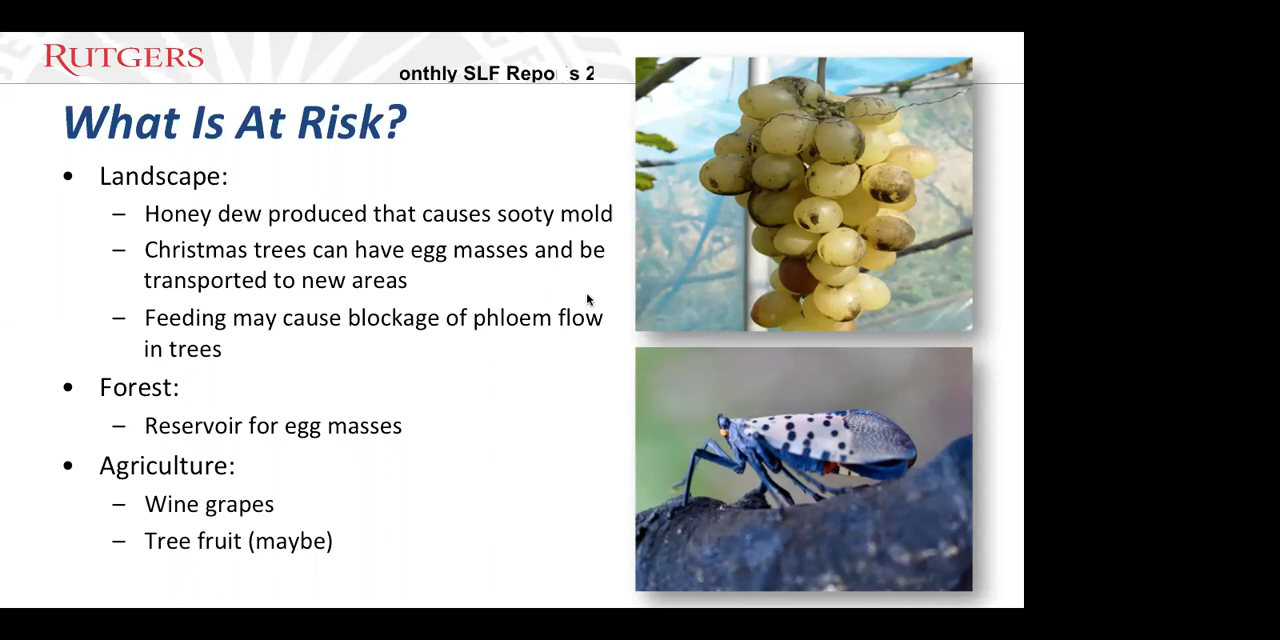 RUTGERS
onthly SLF Repo s 2
What Is At Risk?
• Landscape:
– Honey dew produced that causes sooty mold
– Christmas trees can have egg masses and be
transported to new areas
– Feeding may cause blockage of phloem flow
in trees
• Forest:
– Reservoir for egg masses
• Agriculture:
– Wine grapes
– Tree fruit (maybe)